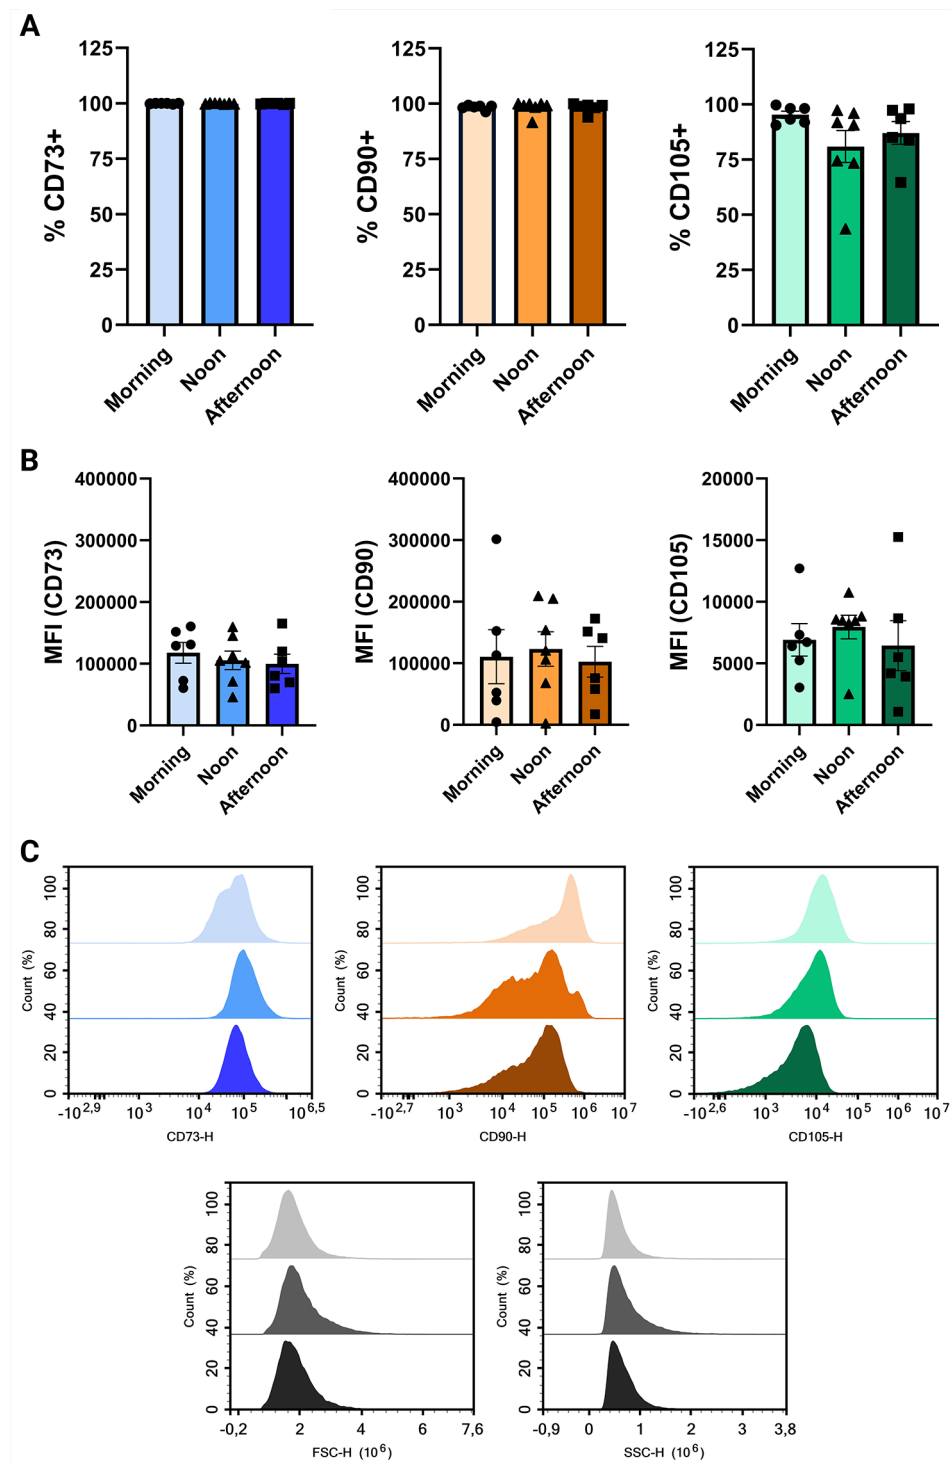 A
% CD73+
125
100
75
50
25
0
Morning
Noon
Afternoon
% CD90+
125
100
75
50
25
0
Morning
Noon
Afternoon
% CD105+
125
100
75
50
25
0
Morning
Noon
Afternoon
B
MFI (CD73)
400000
300000
200000
100000
0
Morning
Noon
Afternoon
MFI (CD90)
400000
300000
200000
100000
0
Morning
Noon
Afternoon
MFI (CD105)
20000
15000
10000
5000
0
Morning
Noon
Afternoon
C
Count (%)
100
80
60
40
20
0
-10^2,9 10^3 10^4 10^5 10^6,5
CD73-H
Count (%)
100
80
60
40
20
0
-10^2,7 10^3 10^4 10^5 10^6 10^7
CD90-H
Count (%)
100
80
60
40
20
0
-10^2,6 10^3 10^4 10^5 10^6 10^7
CD105-H
Count (%)
100
80
60
40
20
0
-0,2 2 4 6 7,6
FSC-H (10^6)
Count (%)
100
80
60
40
20
0
-0,9 0 1 2 3 3,8
SSC-H (10^6)